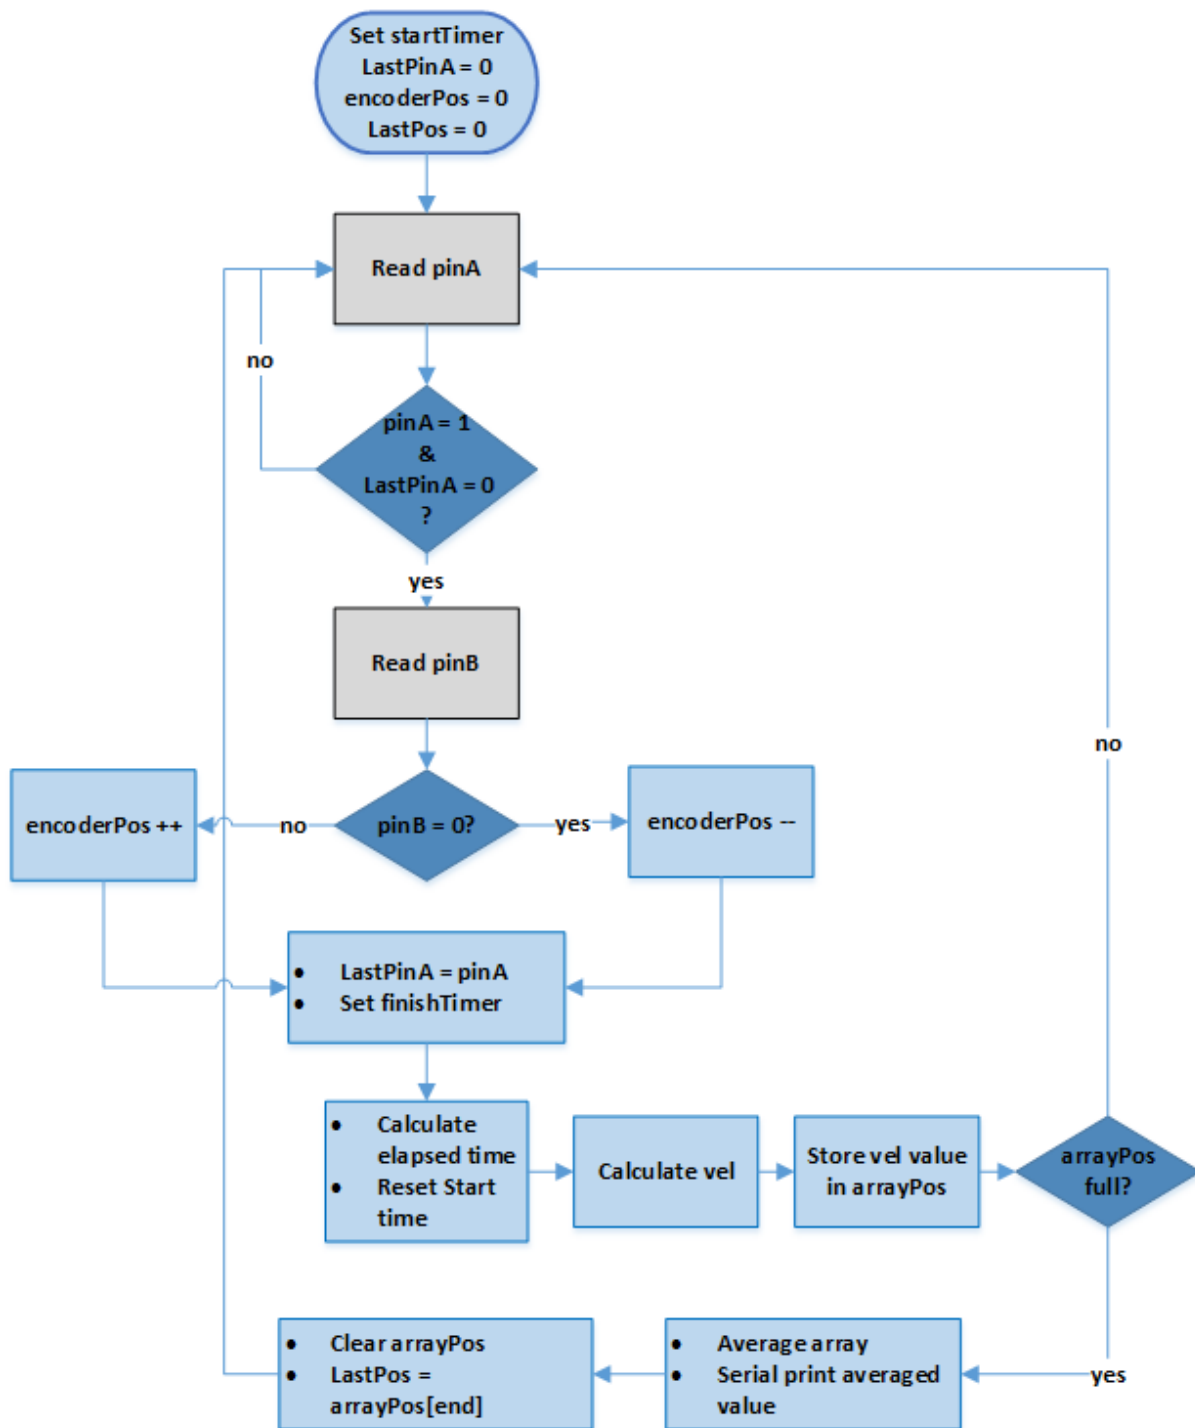 Set startTimer
LastPinA = 0
encoderPos = 0
LastPos = 0
Read pinA
no
pinA = 1
&
LastPinA = 0
?
yes
Read pinB
no
encoderPos ++
no
pinB = 0?
yes
encoderPos --
• LastPinA = pinA
• Set finishTimer
• Calculate
elapsed time
• Reset Start
time
Calculate vel
Store vel value
in arrayPos
arrayPos
full?
• Clear arrayPos
• LastPos =
arrayPos[end]
• Average array
• Serial print averaged
value
yes